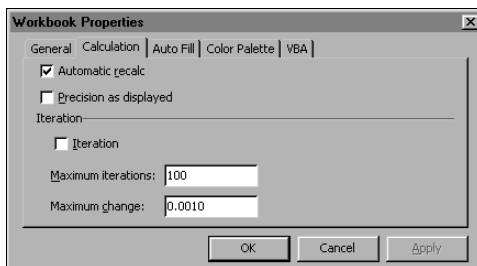 Workbook Properties
General Calculation Auto Fill Color Palette VBA
Automatic recalc
Precision as displayed
Iteration
Iteration
Maximum iterations: 100
Maximum change: 0.0010
OK Cancel Apply